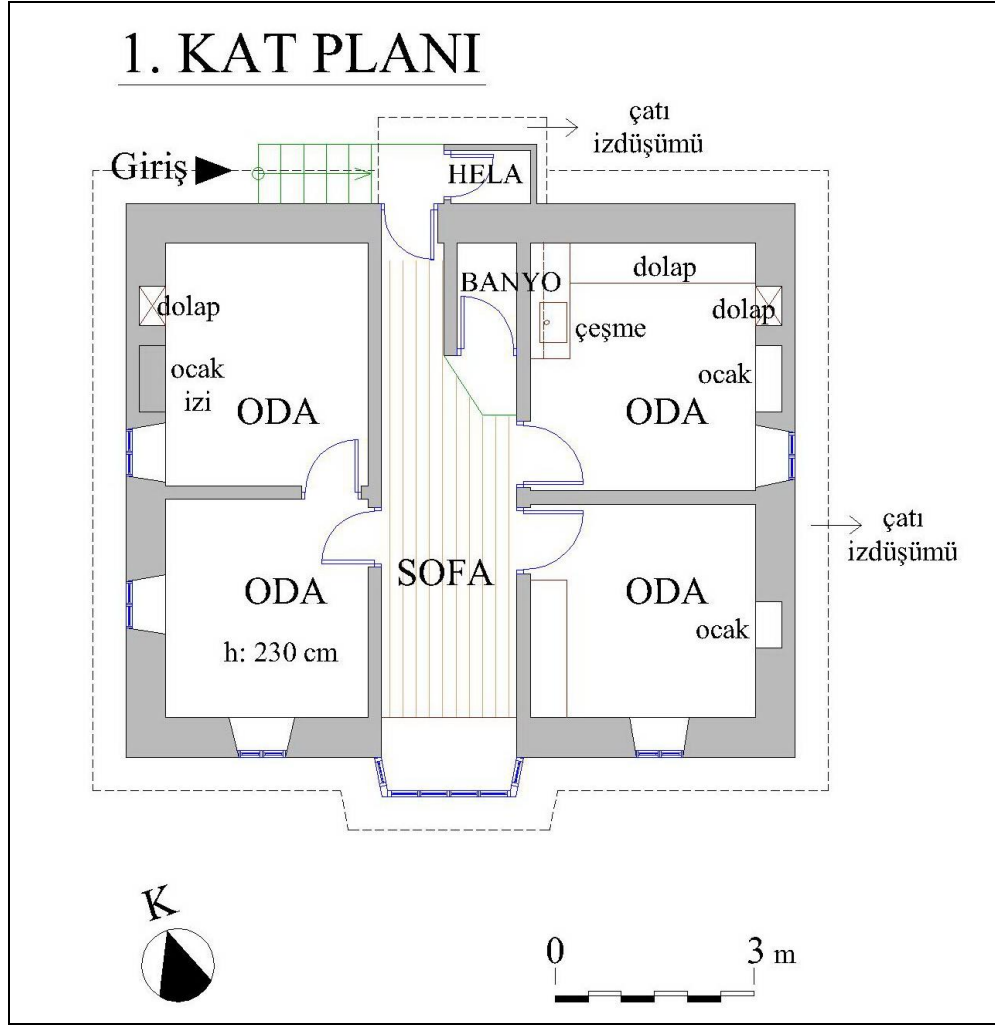 1. KAT PLANI
çatı
izdüşümü
Giriş
HELA
BANYO
dolap
dolap
dolap
çeşme
ocak
izi
ocak
ODA
ODA
çatı
izdüşümü
SOFA
ODA
ODA
ocak
h: 230 cm
K
0
3 m